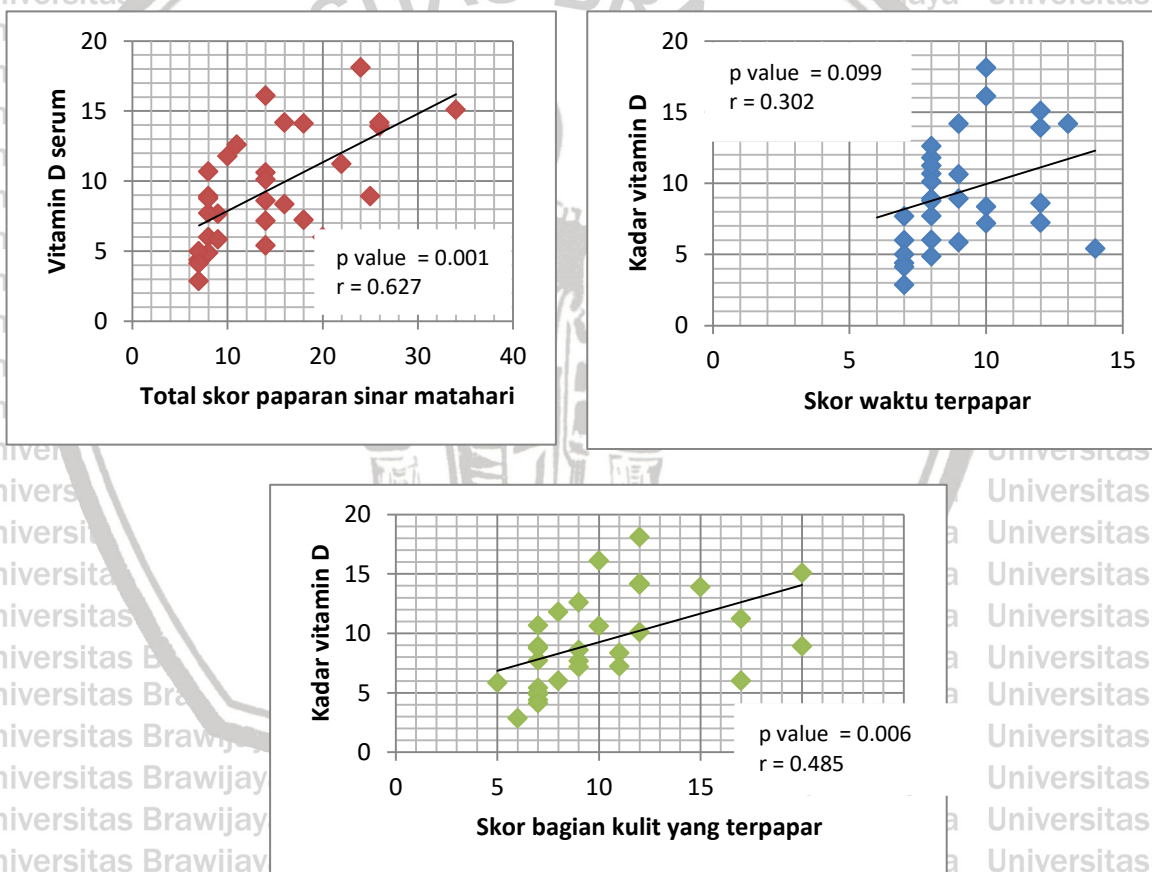 20
15
10
5
0
Vitamin D serum
p value = 0.001
r = 0.627
0 10 20 30 40
Total skor paparan sinar matahari
20
15
10
5
0
Kadar vitamin D
p value = 0.099
r = 0.302
0 5 10 15
Skor waktu terpapar
20
15
10
5
0
Kadar vitamin D
p value = 0.006
r = 0.485
0 5 10 15
Skor bagian kulit yang terpapar
Universitas
Universitas
Universitas
Universitas
Universitas
Universitas
Universitas Brawijaya
Universitas
Universitas Brawijaya
Universitas
Universitas Brawijaya
Universitas